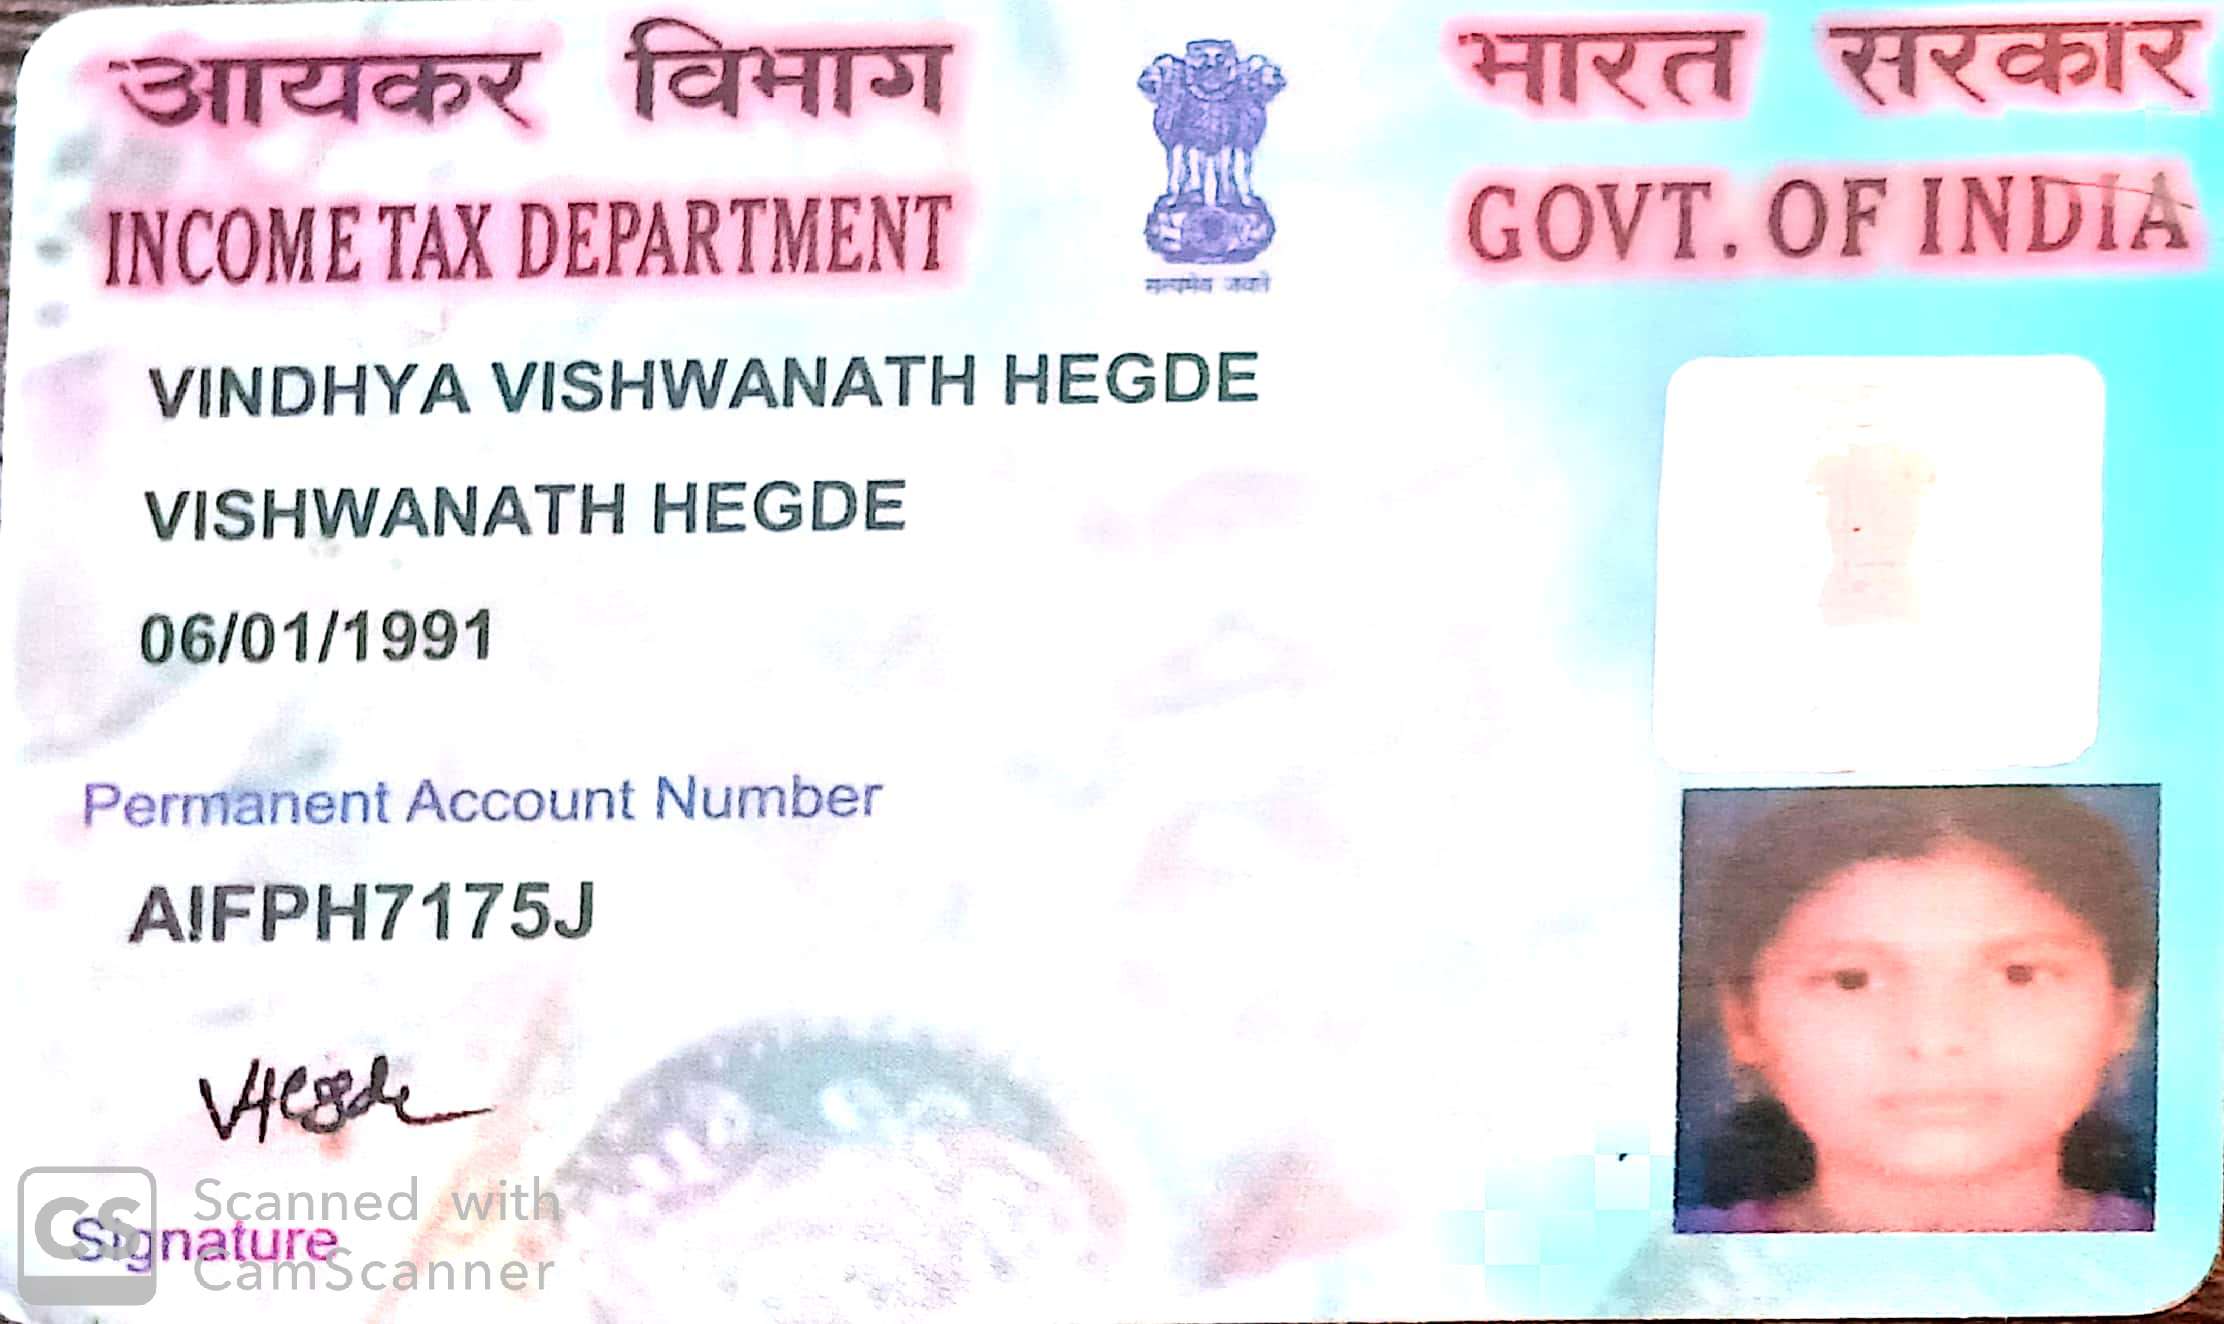 आयकर विभाग
INCOME TAX DEPARTMENT
सत्यमेव जयते
भारत सरकार
GOVT. OF INDIA
VINDHYA VISHWANATH HEGDE
VISHWANATH HEGDE
06/01/1991
Permanent Account Number
AIFPH7175J
VHegde
Signature
CS
Scanned with
CamScanner